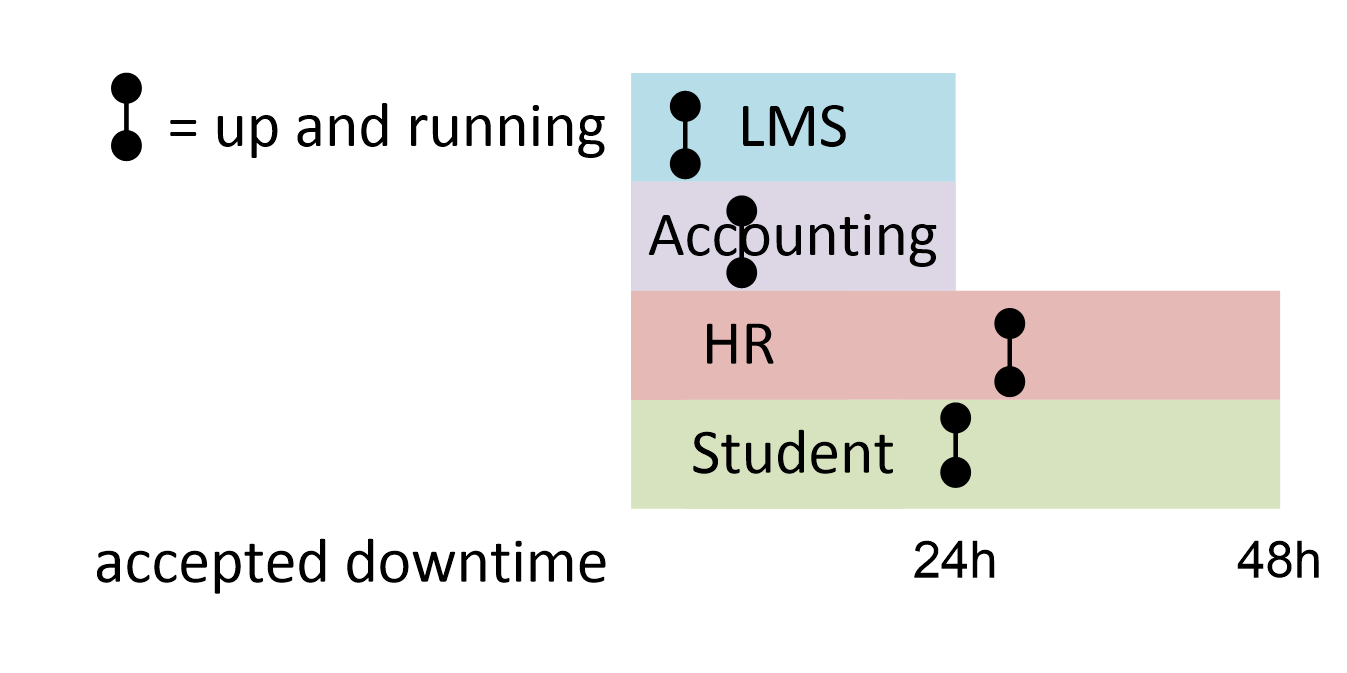 = up and running
LMS
Accounting
HR
Student
accepted downtime
24h
48h